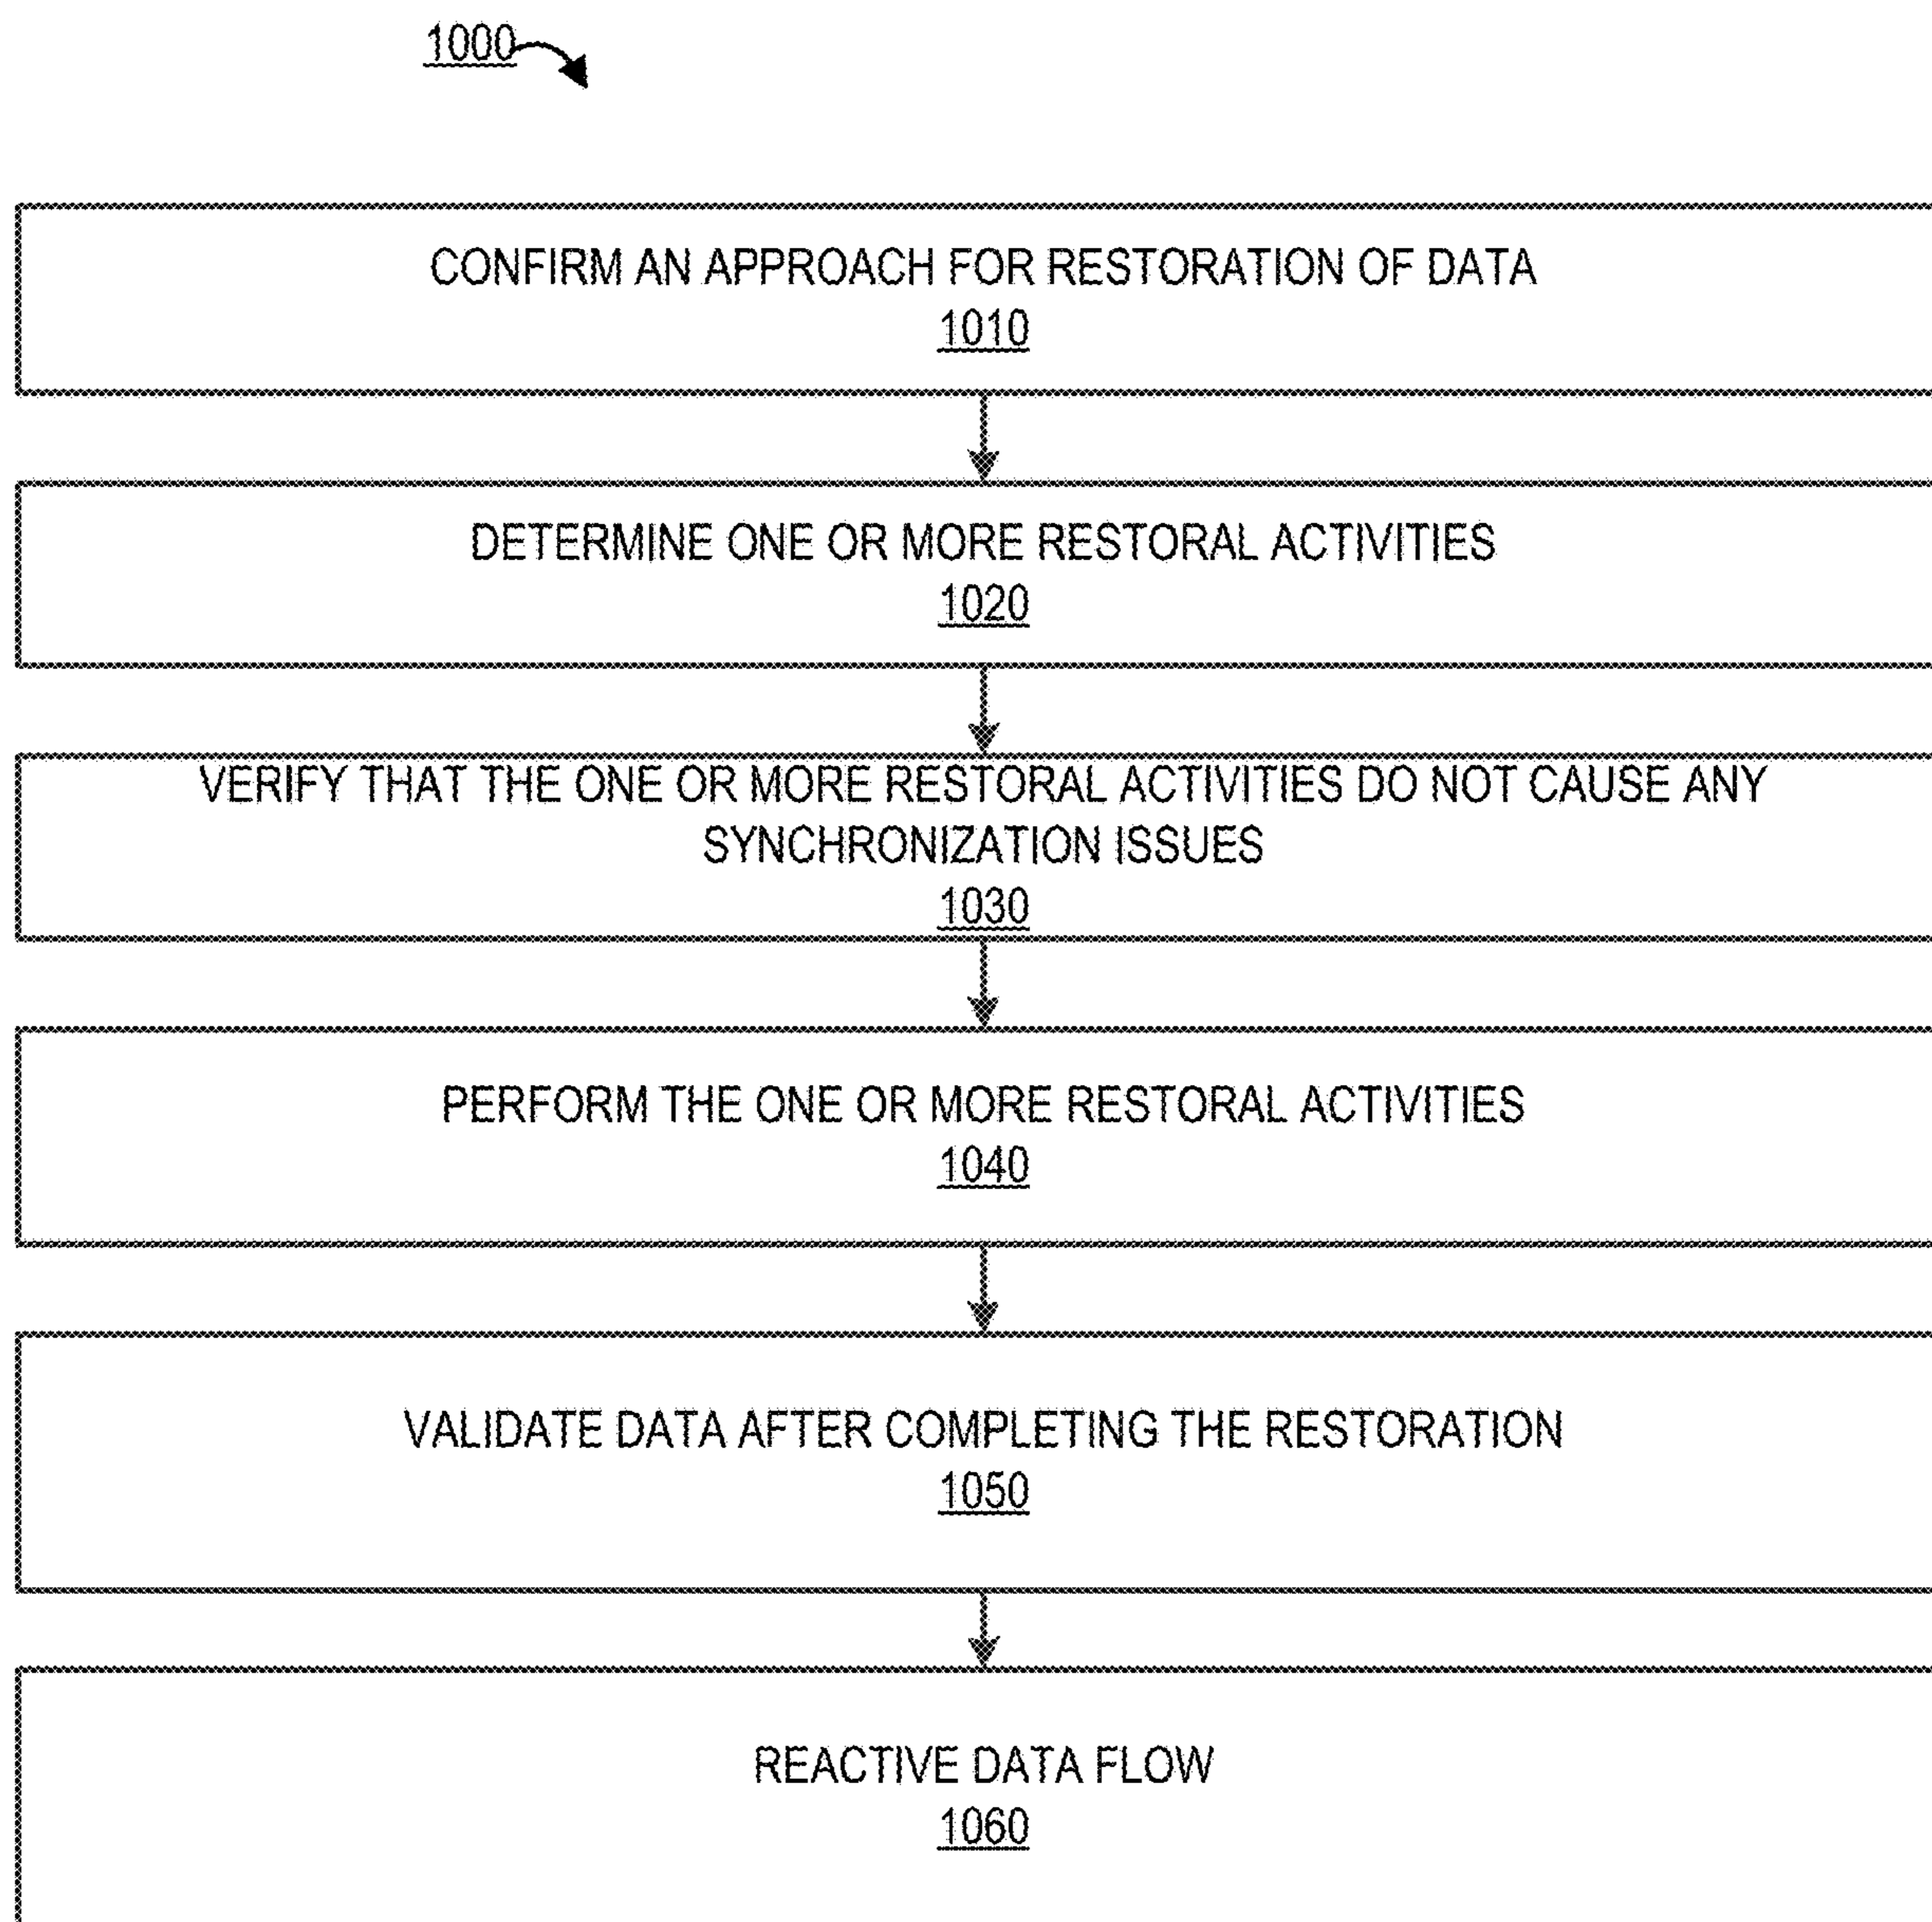 1000
CONFIRM AN APPROACH FOR RESTORATION OF DATA
1010
DETERMINE ONE OR MORE RESTORAL ACTIVITIES
1020
VERIFY THAT THE ONE OR MORE RESTORAL ACTIVITIES DO NOT CAUSE ANY
SYNCHRONIZATION ISSUES
1030
PERFORM THE ONE OR MORE RESTORAL ACTIVITIES
1040
VALIDATE DATA AFTER COMPLETING THE RESTORATION
1050
REACTIVE DATA FLOW
1060